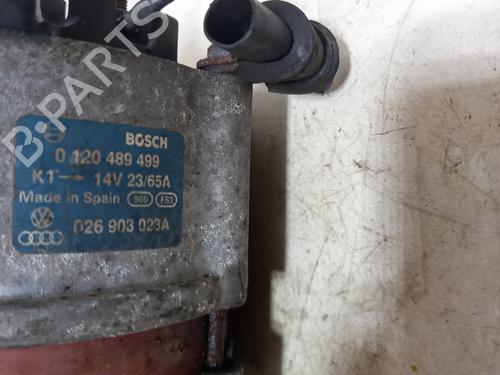 BOSCH
0 120 489 499
K1→ 14V 23/65A
Made in Spain 900 FS3
026 903 023A
B-PARTS